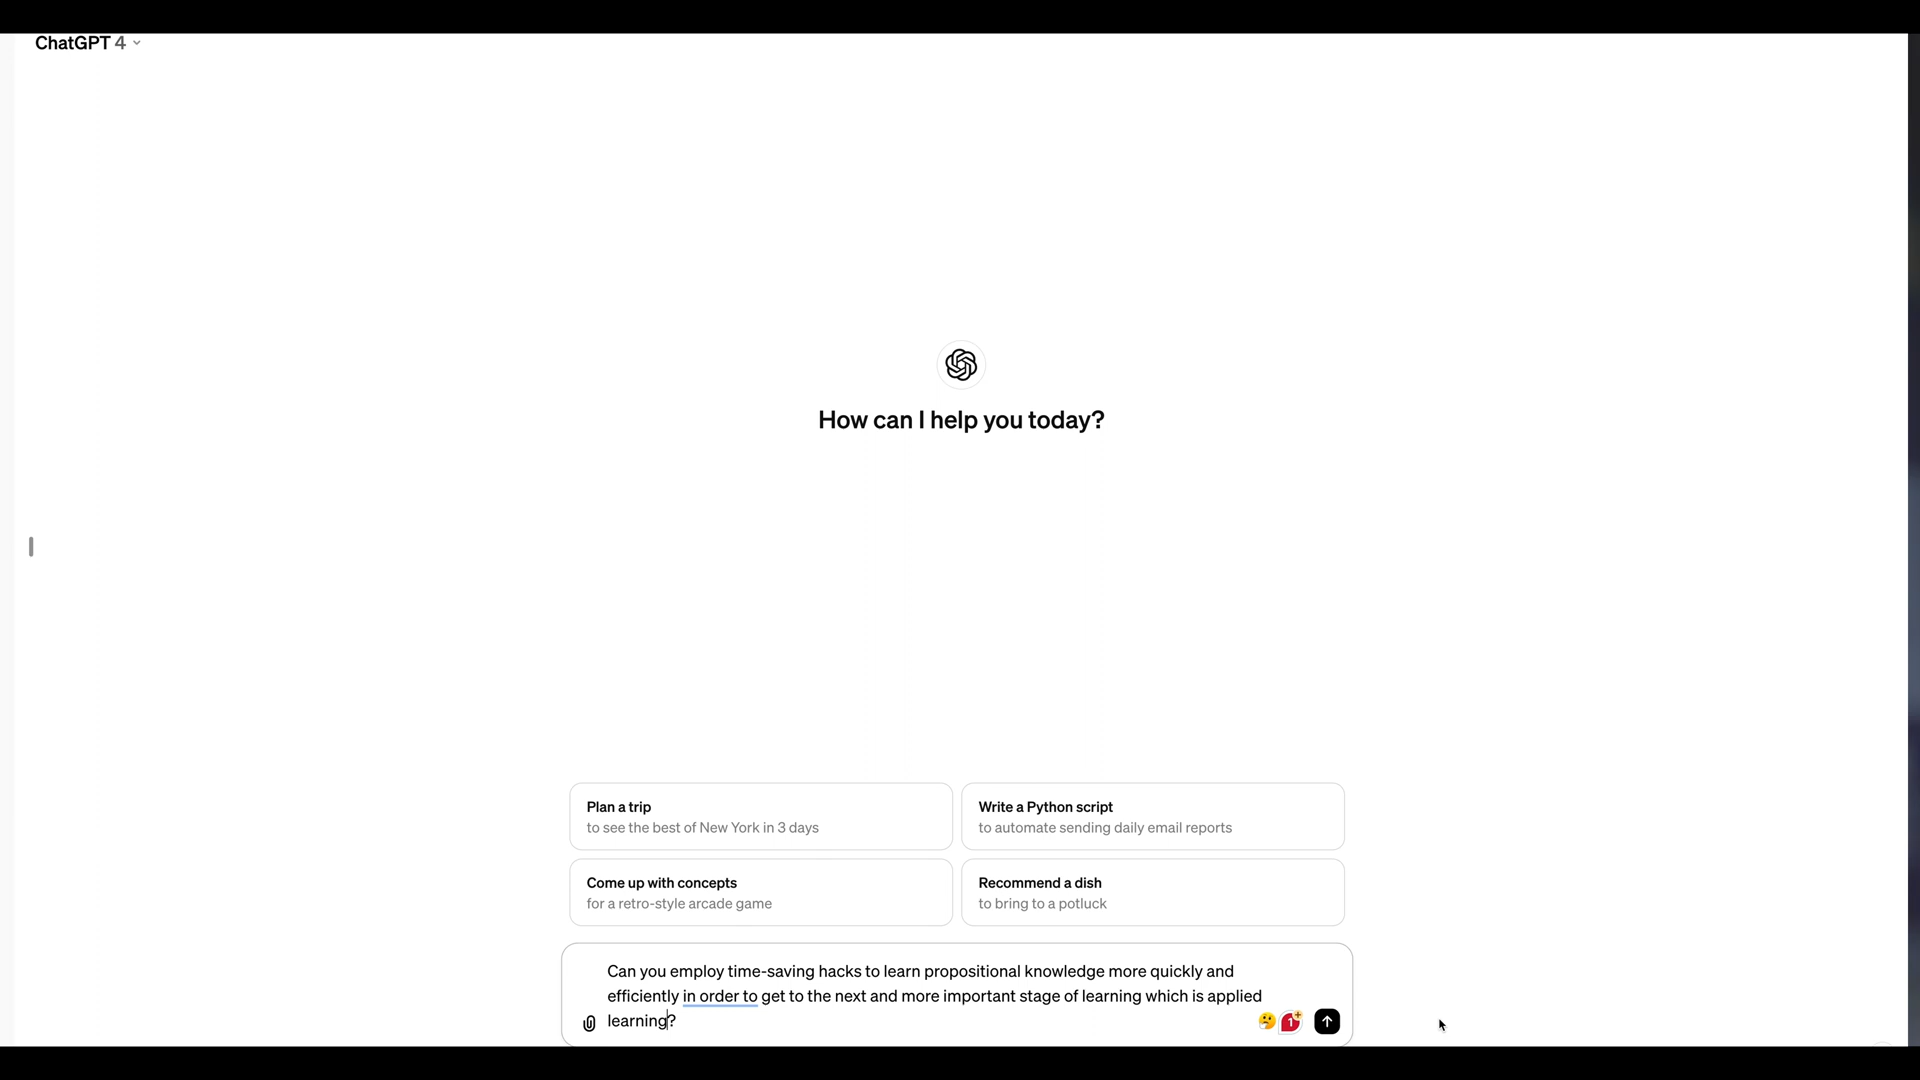 ChatGPT 4
How can I help you today?
Plan a trip
to see the best of New York in 3 days
Write a Python script
to automate sending daily email reports
Come up with concepts
for a retro-style arcade game
Recommend a dish
to bring to a potluck
Can you employ time-saving hacks to learn propositional knowledge more quickly and
efficiently in order to get to the next and more important stage of learning which is applied
learning?
1